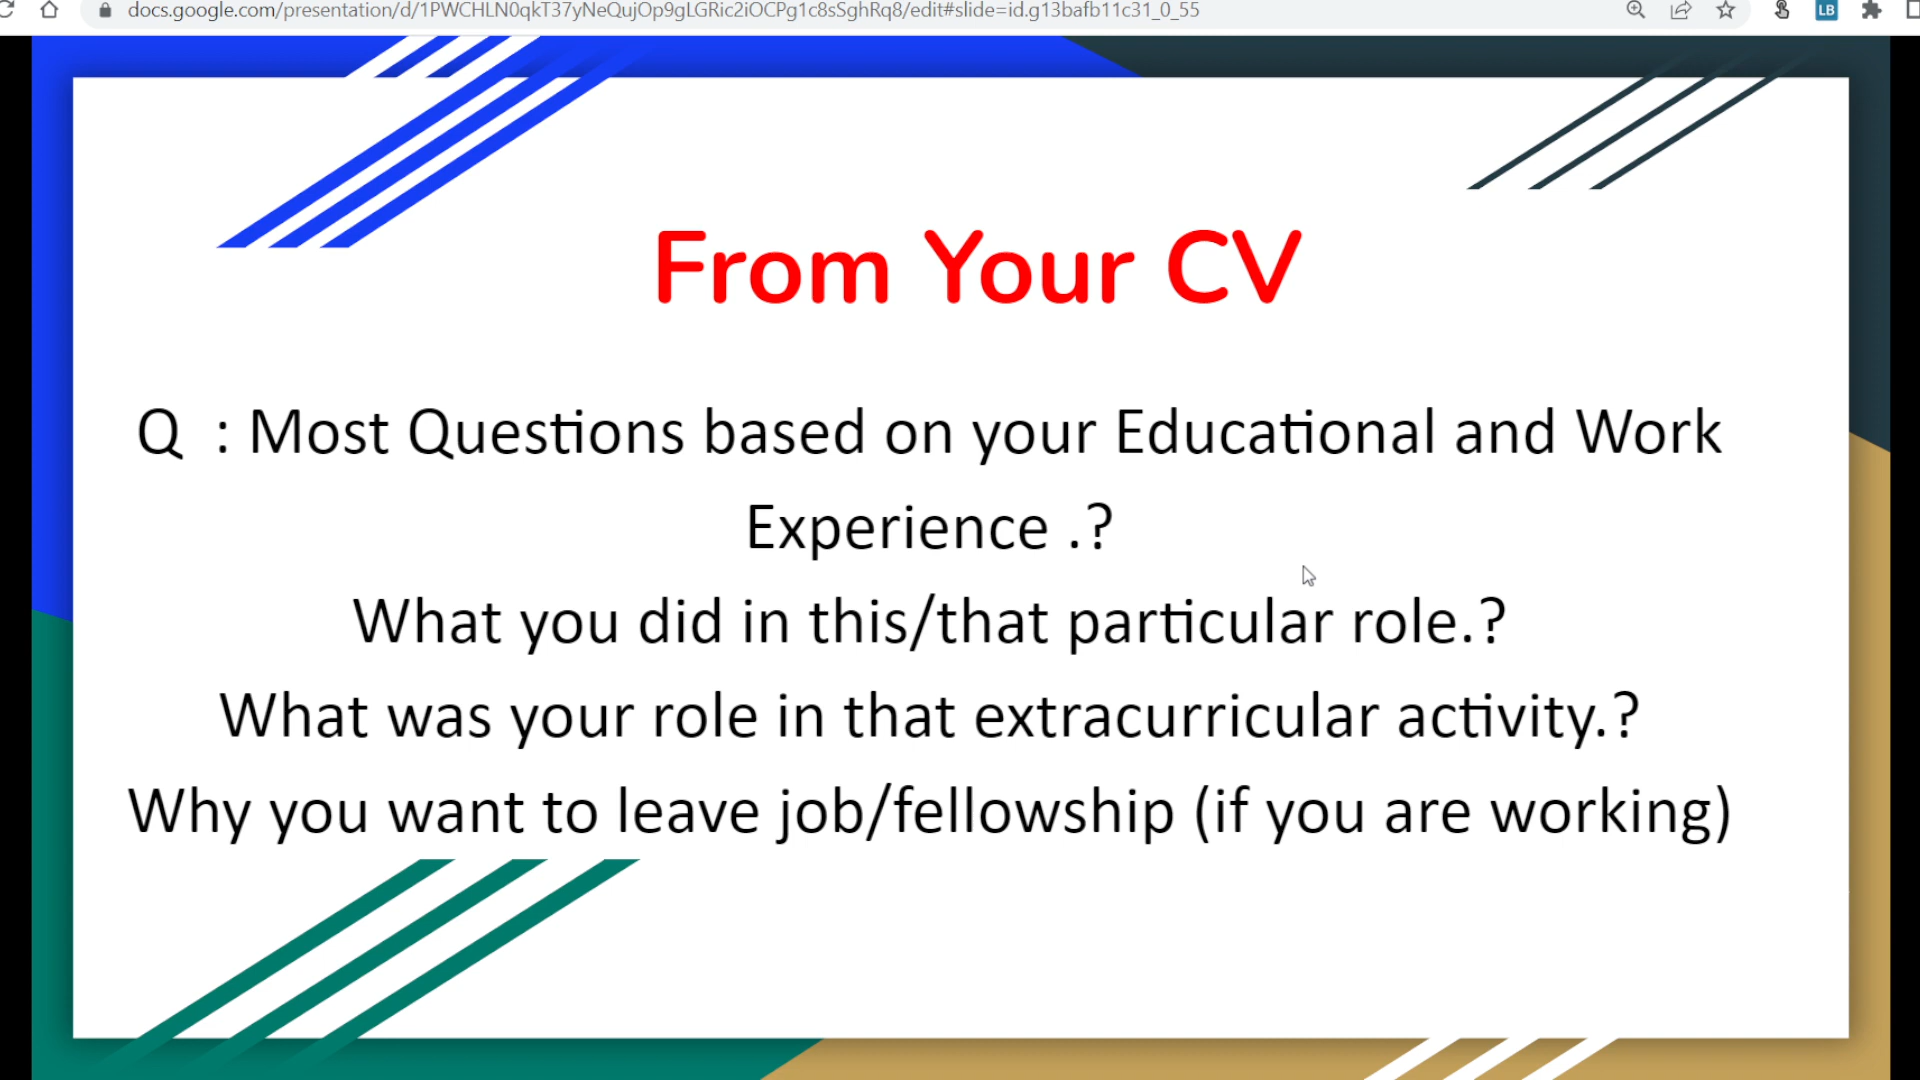 docs.google.com/presentation/d/1PWCHLN0qkT37yNeQujOp9gLGRic2iOCPg1c8sSghRq8/edit#slide=id.g13bafb11c31_0_55
LB
From Your CV
Q : Most Questions based on your Educational and Work
Experience .?
What you did in this/that particular role.?
What was your role in that extracurricular activity.?
Why you want to leave job/fellowship (if you are working)